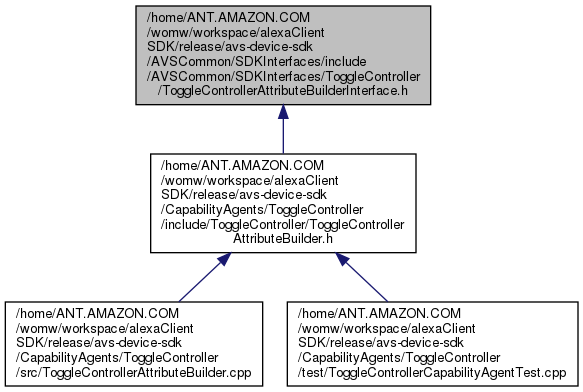 /home/ANT.AMAZON.COM
/womw/workspace/alexaClient
SDK/release/avs-device-sdk
/AVSCommon/SDKInterfaces/include
/AVSCommon/SDKInterfaces/ToggleController
/ToggleControllerAttributeBuilderInterface.h
/home/ANT.AMAZON.COM
/womw/workspace/alexaClient
SDK/release/avs-device-sdk
/CapabilityAgents/ToggleController
/include/ToggleController/ToggleController
AttributeBuilder.h
/home/ANT.AMAZON.COM
/womw/workspace/alexaClient
SDK/release/avs-device-sdk
/CapabilityAgents/ToggleController
/src/ToggleControllerAttributeBuilder.cpp
/home/ANT.AMAZON.COM
/womw/workspace/alexaClient
SDK/release/avs-device-sdk
/CapabilityAgents/ToggleController
/test/ToggleControllerCapabilityAgentTest.cpp